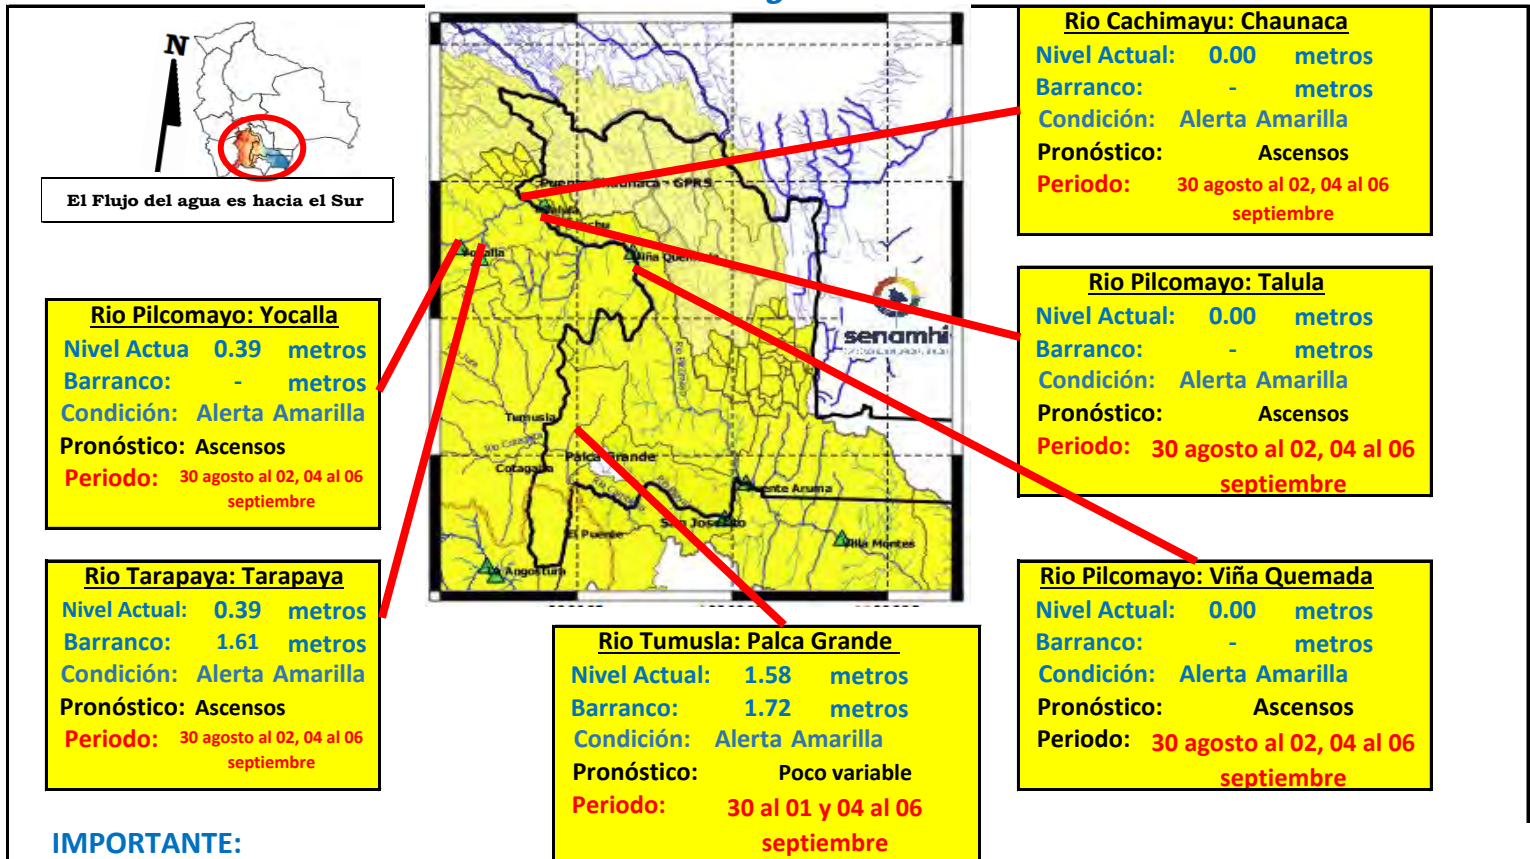 N
El Flujo del agua es hacia el Sur
Rio Pilcomayo: Yocalla
Nivel Actua 0.39 metros
Barranco: - metros
Condición: Alerta Amarilla
Pronóstico: Ascensos
Periodo: 30 agosto al 02, 04 al 06
septiembre
Rio Tarapaya: Tarapaya
Nivel Actual: 0.39 metros
Barranco: 1.61 metros
Condición: Alerta Amarilla
Pronóstico: Ascensos
Periodo: 30 agosto al 02, 04 al 06
septiembre
IMPORTANTE:
Puente Chaunaca - GPRS
Talula
Yocalla
Viña Quemada
senamhi
Tumusla
Cotagaita
Palca Grande
Puente Aruma
San Josecito
El Puente
Villa Montes
La Angostura
Rio Tumusla: Palca Grande
Nivel Actual: 1.58 metros
Barranco: 1.72 metros
Condición: Alerta Amarilla
Pronóstico: Poco variable
Periodo: 30 al 01 y 04 al 06
septiembre
Rio Cachimayu: Chaunaca
Nivel Actual: 0.00 metros
Barranco: - metros
Condición: Alerta Amarilla
Pronóstico: Ascensos
Periodo: 30 agosto al 02, 04 al 06
septiembre
Rio Pilcomayo: Talula
Nivel Actual: 0.00 metros
Barranco: - metros
Condición: Alerta Amarilla
Pronóstico: Ascensos
Periodo: 30 agosto al 02, 04 al 06
septiembre
Rio Pilcomayo: Viña Quemada
Nivel Actual: 0.00 metros
Barranco: - metros
Condición: Alerta Amarilla
Pronóstico: Ascensos
Periodo: 30 agosto al 02, 04 al 06
septiembre